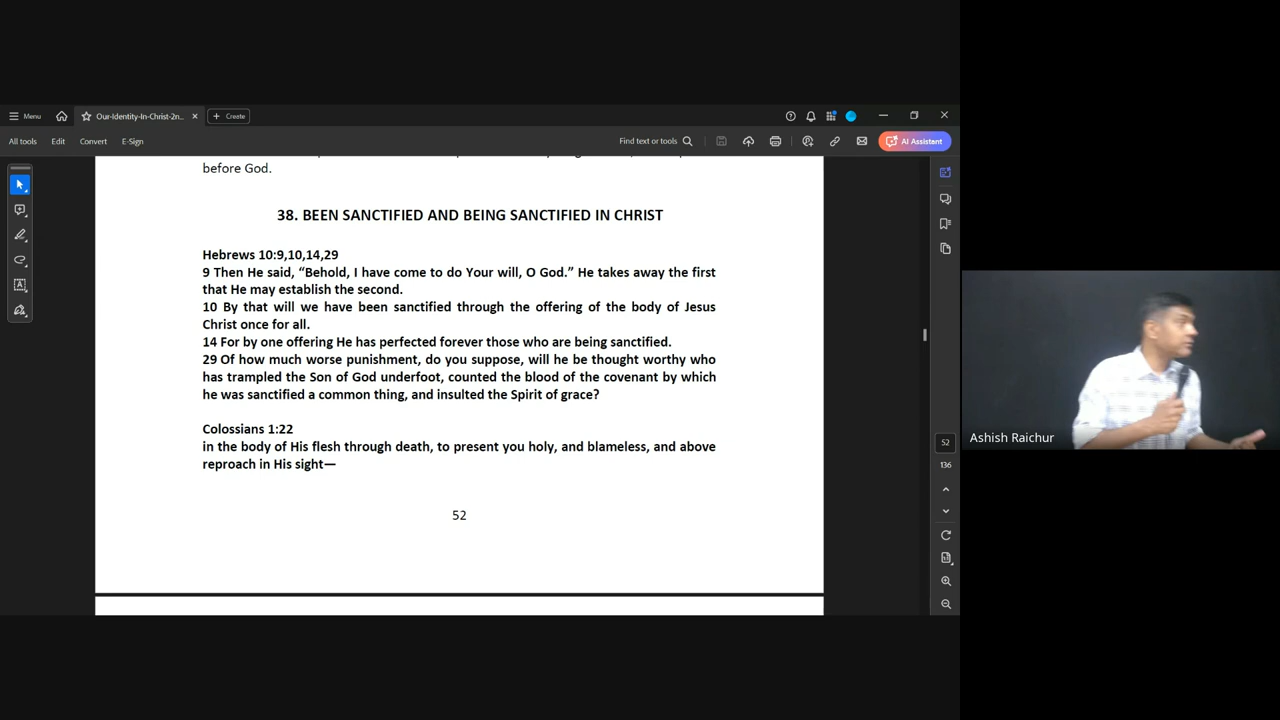 Menu
Our-Identity-In-Christ-2n...
Create
All tools
Edit
Convert
E-Sign
Find text or tools
AI Assistant
before God.
38. BEEN SANCTIFIED AND BEING SANCTIFIED IN CHRIST
Hebrews 10:9,10,14,29
9 Then He said, “Behold, I have come to do Your will, O God.” He takes away the first
that He may establish the second.
10 By that will we have been sanctified through the offering of the body of Jesus
Christ once for all.
14 For by one offering He has perfected forever those who are being sanctified.
29 Of how much worse punishment, do you suppose, will he be thought worthy who
has trampled the Son of God underfoot, counted the blood of the covenant by which
he was sanctified a common thing, and insulted the Spirit of grace?
Colossians 1:22
in the body of His flesh through death, to present you holy, and blameless, and above
reproach in His sight—
52
52
136
Ashish Raichur